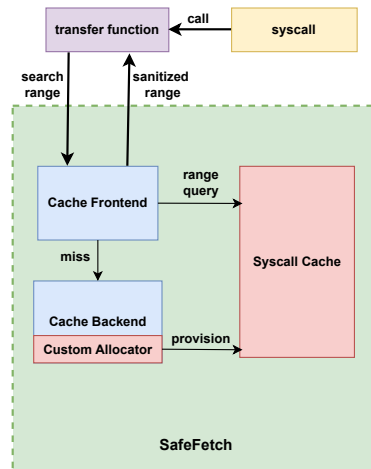 transfer function
call
syscall
search
range
sanitized
range
Cache Frontend
range
query
Syscall Cache
miss
Cache Backend
Custom Allocator
provision
SafeFetch